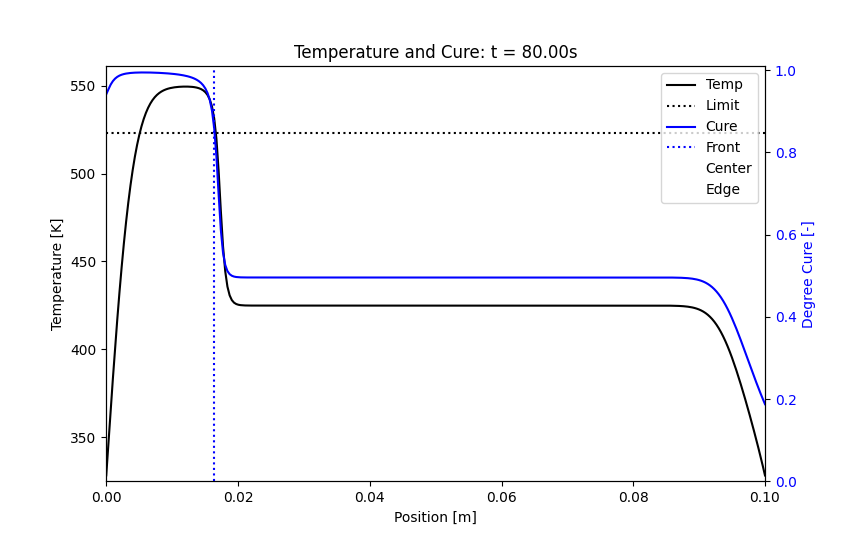 Temperature and Cure: t = 80.00s
Temperature [K]
550
500
450
400
350
Temp
Limit
Cure
Front
Center
Edge
1.0
0.8
0.6
0.4
0.2
0.0
Degree Cure [-]
0.00
0.02
0.04
0.06
0.08
0.10
Position [m]